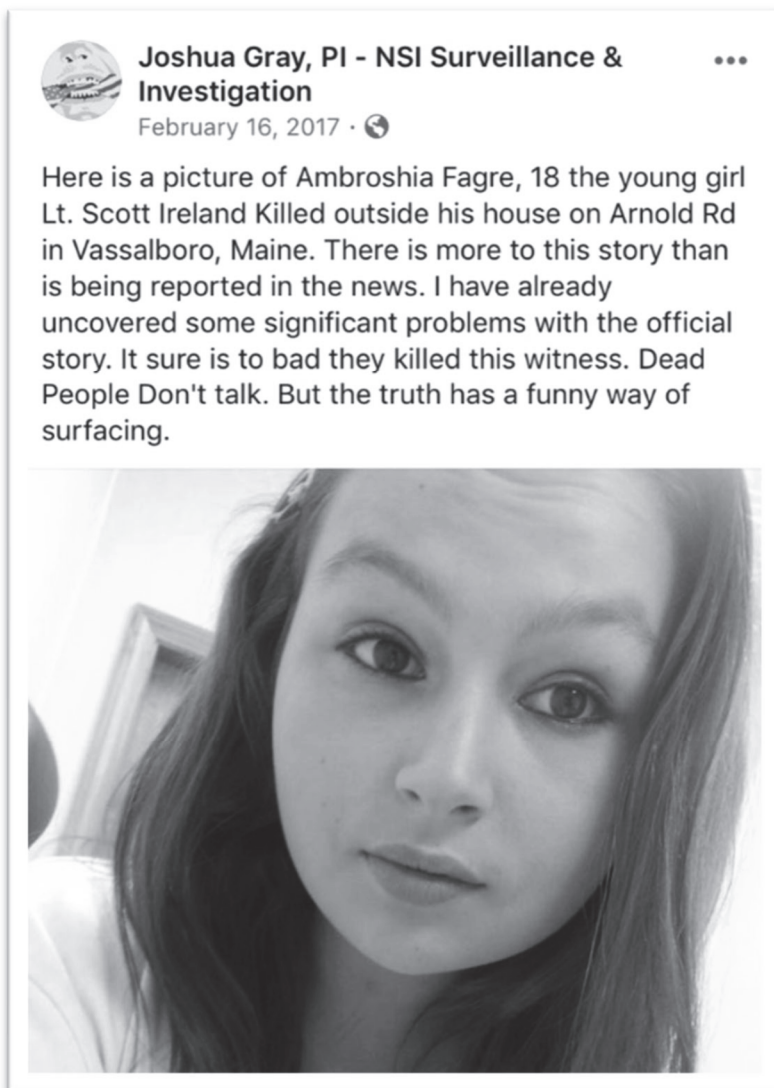 Joshua Gray, PI - NSI Surveillance &
Investigation
February 16, 2017 ·
Here is a picture of Ambroshia Fagre, 18 the young girl
Lt. Scott Ireland Killed outside his house on Arnold Rd
in Vassalboro, Maine. There is more to this story than
is being reported in the news. I have already
uncovered some significant problems with the official
story. It sure is to bad they killed this witness. Dead
People Don't talk. But the truth has a funny way of
surfacing.